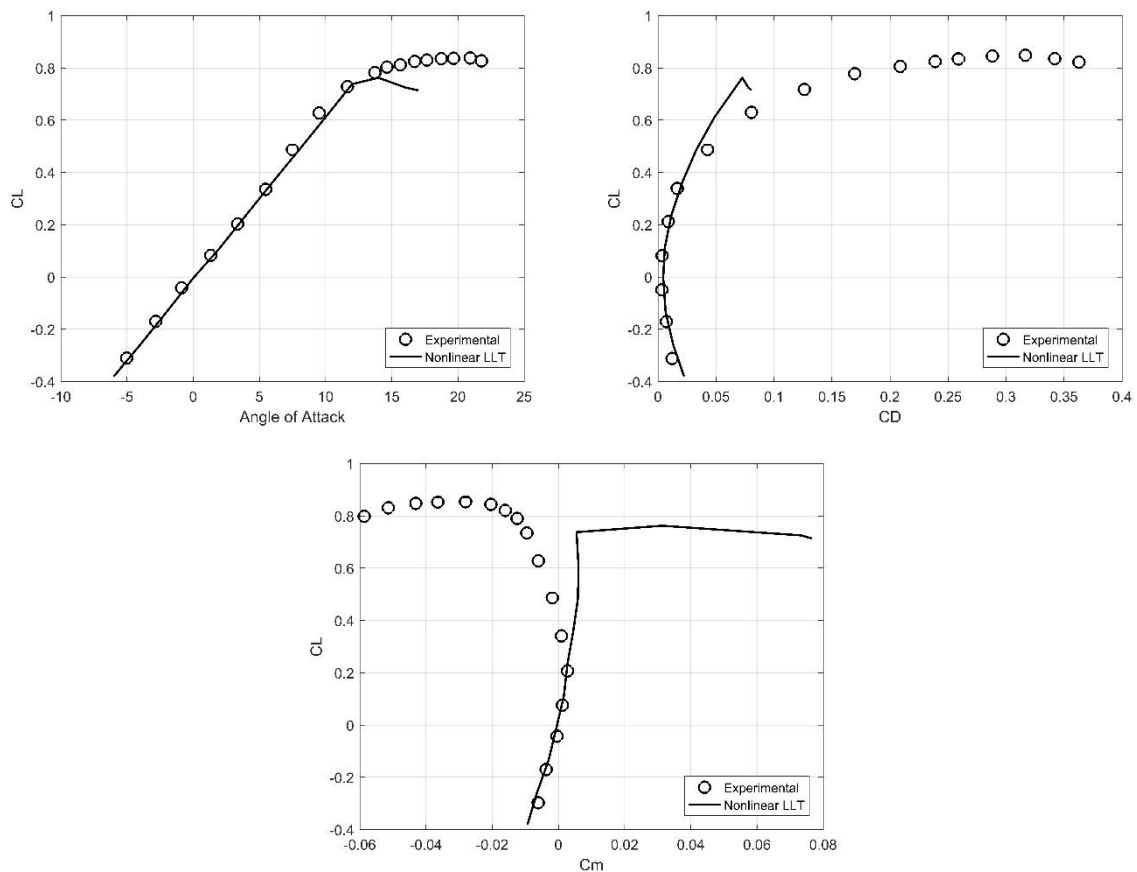 1
0.8
0.6
0.4
0.2
0
-0.2
-0.4
CL
-10 -5 0 5 10 15 20 25
Angle of Attack
Experimental
Nonlinear LLT
1
0.8
0.6
0.4
0.2
0
-0.2
-0.4
CL
0 0.05 0.1 0.15 0.2 0.25 0.3 0.35 0.4
CD
Experimental
Nonlinear LLT
1
0.8
0.6
0.4
0.2
0
-0.2
-0.4
CL
-0.06 -0.04 -0.02 0 0.02 0.04 0.06 0.08
Cm
Experimental
Nonlinear LLT